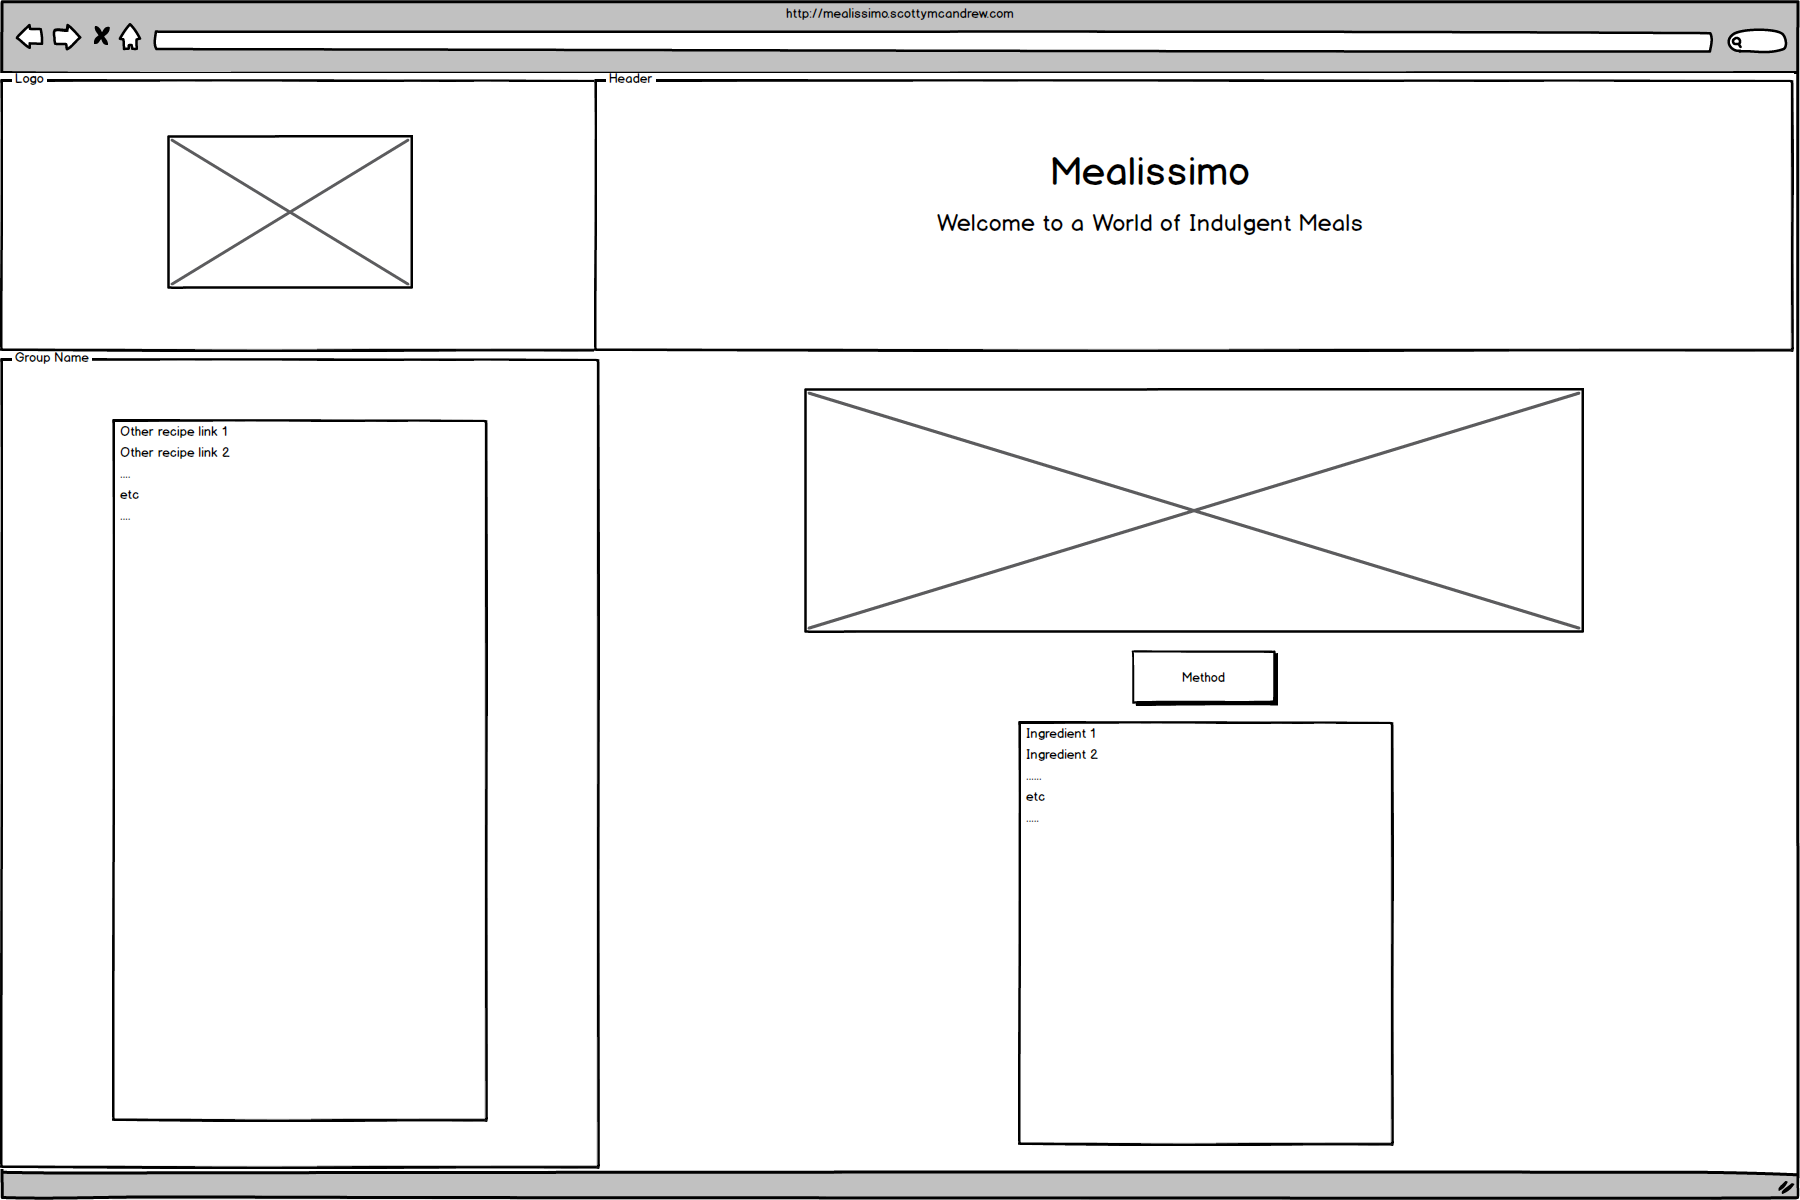 http://mealissimo.scottymcandrew.com
Logo
Header
Mealissimo
Welcome to a World of Indulgent Meals
Group Name
Other recipe link 1
Other recipe link 2
....
etc
....
Method
Ingredient 1
Ingredient 2
......
etc
.....